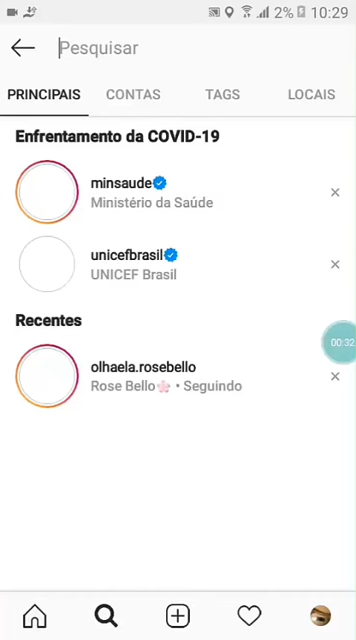 2% 10:29
Pesquisar
PRINCIPAIS CONTAS TAGS LOCAIS
Enfrentamento da COVID-19
minsaude
Ministério da Saúde
unicefbrasil
UNICEF Brasil
Recentes
00:32
olhaela.rosebello
Rose Bello🌸 • Seguindo